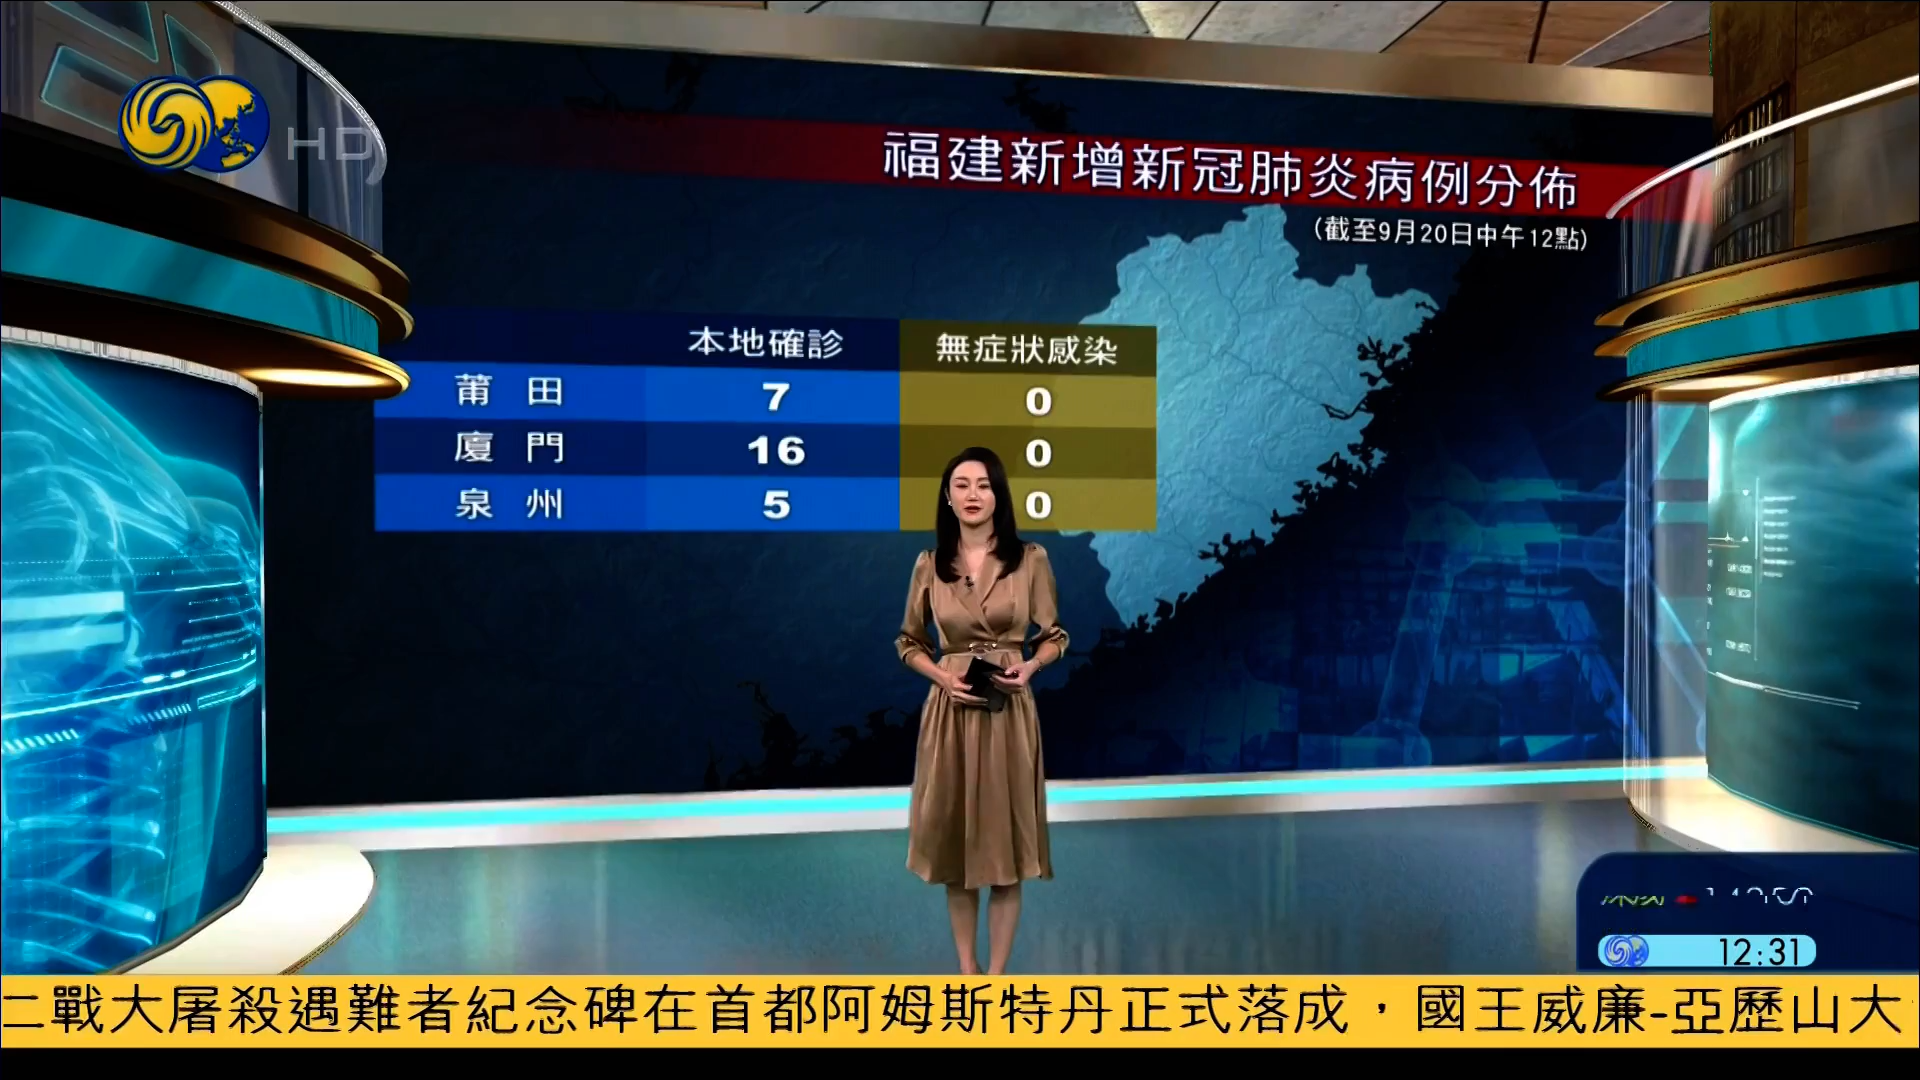 HD
福建新增新冠肺炎病例分佈
(截至9月20日中午12點)
本地確診 無症狀感染
莆田 7 0
廈門 16 0
泉州 5 0
12:31
二戰大屠殺遇難者紀念碑在首都阿姆斯特丹正式落成，國王威廉-亞歷山大